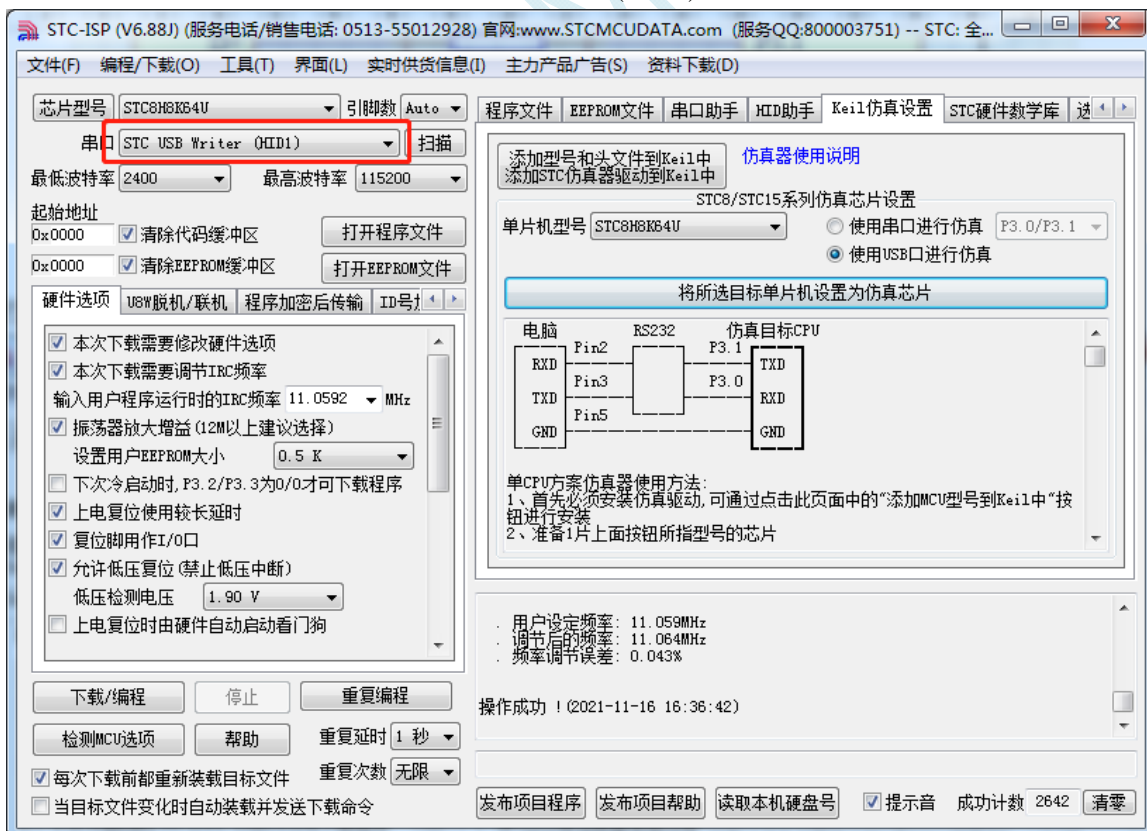 STC-ISP (V6.88J) (服务电话/销售电话: 0513-55012928) 官网:www.STCMCUDATA.com (服务QQ:800003751) -- STC: 全...
文件(F) 编程/下载(O) 工具(T) 界面(L) 实时供货信息(I) 主力产品广告(S) 资料下载(D)
芯片型号 STC8H8K64U 引脚数 Auto
串口 STC USB Writer (HID1) 扫描
最低波特率 2400 最高波特率 115200
起始地址
0x0000 清除代码缓冲区 打开程序文件
0x0000 清除EEPROM缓冲区 打开EEPROM文件
硬件选项 U8W脱机/联机 程序加密后传输 ID号
本次下载需要修改硬件选项
本次下载需要调节IRC频率
输入用户程序运行时的IRC频率 11.0592 MHz
振荡器放大增益(12M以上建议选择)
设置用户EEPROM大小 0.5 K
下次冷启动时,P3.2/P3.3为0/0才可下载程序
上电复位使用较长延时
复位脚用作I/O口
允许低压复位(禁止低压中断)
低压检测电压 1.90 V
上电复位时由硬件自动启动看门狗
下载/编程 停止 重复编程
检测MCU选项 帮助 重复延时 1 秒
每次下载前都重新装载目标文件 重复次数 无限
当目标文件变化时自动装载并发送下载命令
程序文件 EEPROM文件 串口助手 HID助手 Keil仿真设置 STC硬件数学库 选
添加型号和头文件到Keil中
添加STC仿真器驱动到Keil中
仿真器使用说明
STC8/STC15系列仿真芯片设置
单片机型号 STC8H8K64U 使用串口进行仿真 P3.0/P3.1
使用USB口进行仿真
将所选目标单片机设置为仿真芯片
电脑 RS232 仿真目标CPU
Pin2 P3.1
RXD TXD
Pin3 P3.0
TXD RXD
Pin5
GND GND
单CPU方案仿真器使用方法:
1、首先必须安装仿真驱动,可通过点击此页面中的“添加MCU型号到Keil中“按
钮进行安装
2、准备1片上面按钮所指型号的芯片
. 用户设定频率: 11.059MHz
. 调节后的频率: 11.064MHz
. 频率调节误差: 0.043%
操作成功 !(2021-11-16 16:36:42)
发布项目程序 发布项目帮助 读取本机硬盘号 提示音 成功计数 2642 清零